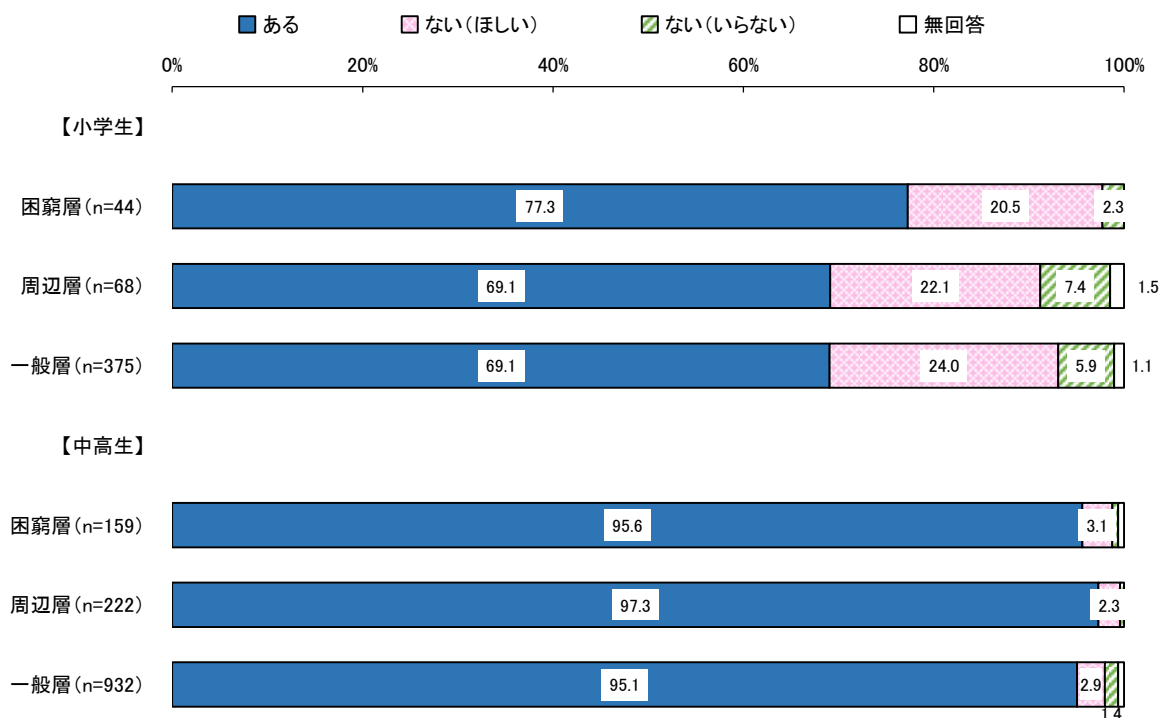 ある ない(ほしい) ない(いらない) 無回答
0% 20% 40% 60% 80% 100%
【小学生】
困窮層(n=44) 77.3 20.5 2.3
周辺層(n=68) 69.1 22.1 7.4 1.5
一般層(n=375) 69.1 24.0 5.9 1.1
【中高生】
困窮層(n=159) 95.6 3.1
周辺層(n=222) 97.3 2.3
一般層(n=932) 95.1 2.9
1.4